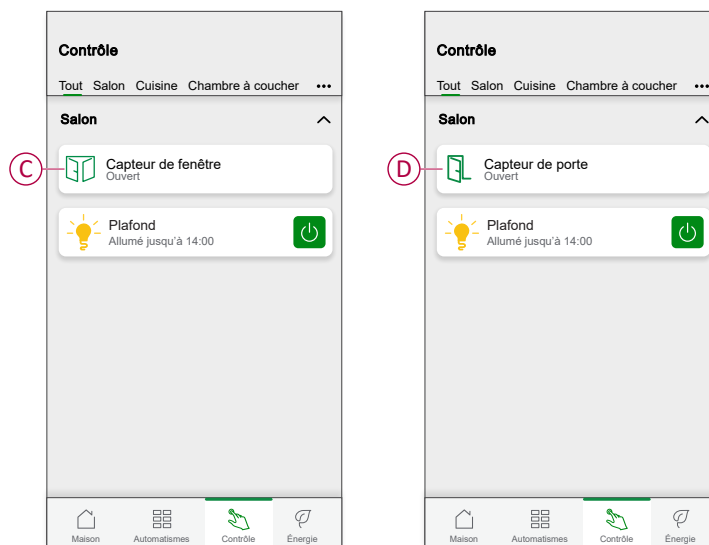 Contrôle
Tout Salon Cuisine Chambre à coucher •••
Salon
C
Capteur de fenêtre
Ouvert
Plafond
Allumé jusqu'à 14:00
Maison Automatismes Contrôle Énergie
Contrôle
Tout Salon Cuisine Chambre à coucher •••
Salon
D
Capteur de porte
Ouvert
Plafond
Allumé jusqu'à 14:00
Maison Automatismes Contrôle Énergie